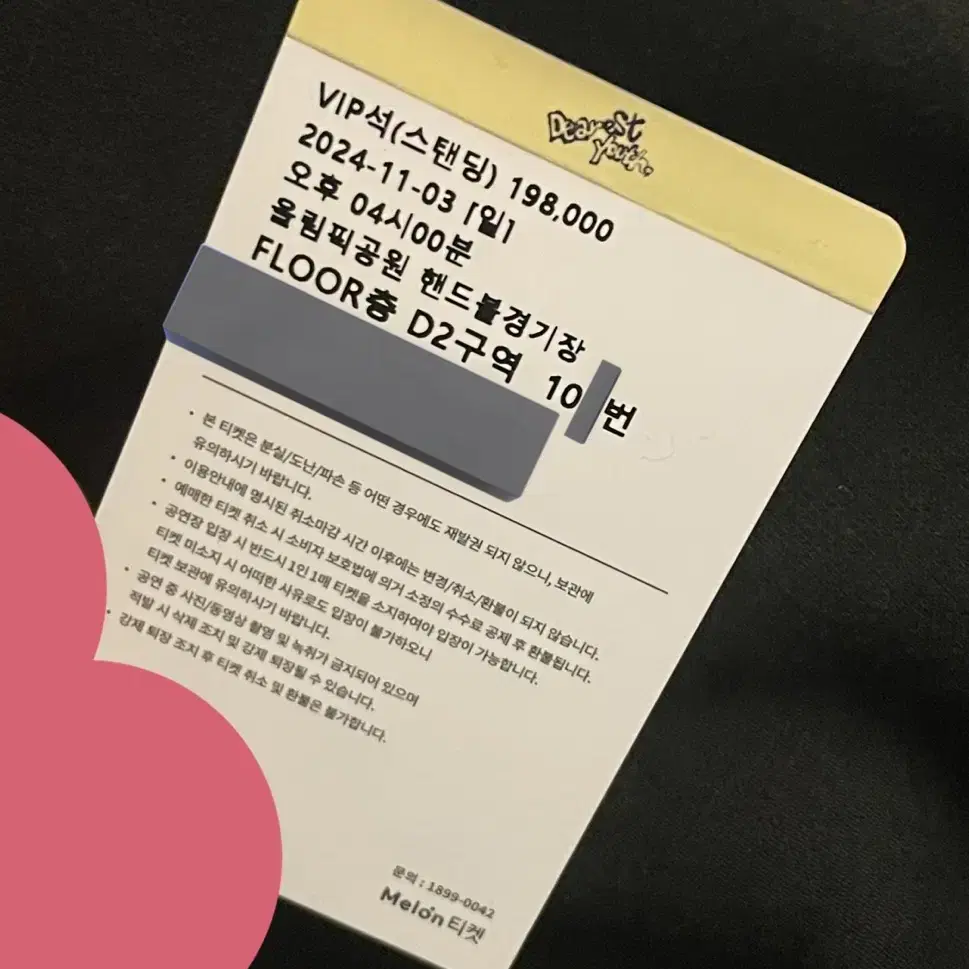 Dearest
Youth.
VIP석(스탠딩) 198,000
2024-11-03 [일]
오후 04시00분
올림픽공원 핸드볼경기장
FLOOR층 D2구역 10 번
• 본 티켓은 분실/도난/파손 등 어떤 경우에도 재발권 되지 않으니, 보관에
유의하시기 바랍니다.
• 이용안내에 명시된 취소마감 시간 이후에는 변경/취소/환불이 되지 않습니다.
• 예매한 티켓 취소 시 소비자 보호법에 의거 소정의 수수료 공제 후 환불됩니다.
• 공연장 입장 시 반드시 1인 1매 티켓을 소지하여야 입장이 가능합니다.
티켓 미소지 시 어떠한 사유로도 입장이 불가하오니
티켓 보관에 유의하시기 바랍니다.
• 공연 중 사진/동영상 촬영 및 녹취가 금지되어 있으며
적발 시 삭제 조치 및 강제 퇴장될 수 있습니다.
• 강제 퇴장 조치 후 티켓 취소 및 환불은 불가합니다.
문의 : 1899-0042
Melon 티켓